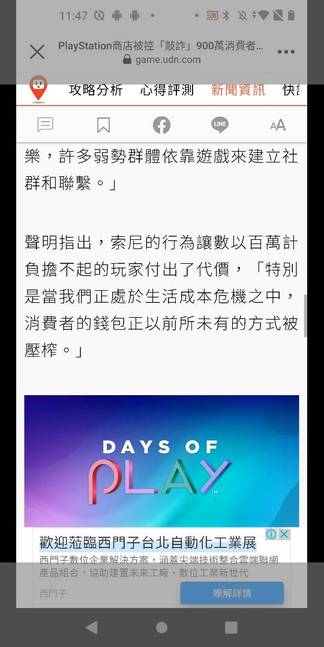 11:47
PlayStation商店被控「敲詐」900萬消費者...
game.udn.com
攻略分析 心得評測 新聞資訊 快訊
LINE
AA
樂，許多弱勢群體依靠遊戲來建立社
群和聯繫。」
聲明指出，索尼的行為讓數以百萬計
負擔不起的玩家付出了代價，「特別
是當我們正處於生活成本危機之中，
消費者的錢包正以前所未有的方式被
壓榨。」
DAYS OF
PLAY™
歡迎蒞臨西門子台北自動化工業展
西門子數位企業解決方案，涵蓋尖端技術整合雲端聯網
產品組合，協助建置未來工廠、數位工業新世代
西門子
瞭解詳情